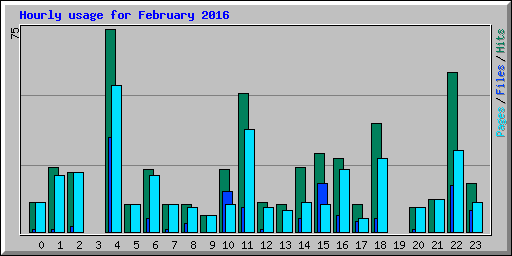 Hourly usage for February 2016
75
Pages/Files/Hits
0 1 2 3 4 5 6 7 8 9 10 11 12 13 14 15 16 17 18 19 20 21 22 23